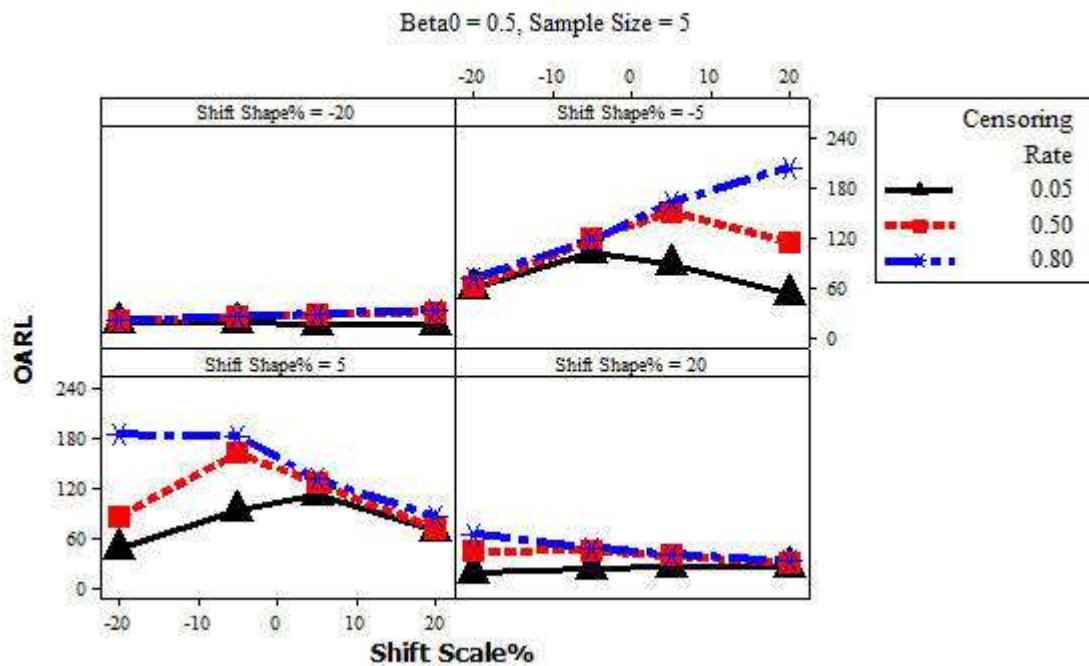 Beta0 = 0.5, Sample Size = 5
-20 -10 0 10 20
Shift Shape% = -20
Shift Shape% = -5
240
180
120
60
0
Censoring
Rate
0.05
0.50
0.80
OARL
Shift Shape% = 5
Shift Shape% = 20
240
180
120
60
0
-20 -10 0 10 20
Shift Scale%